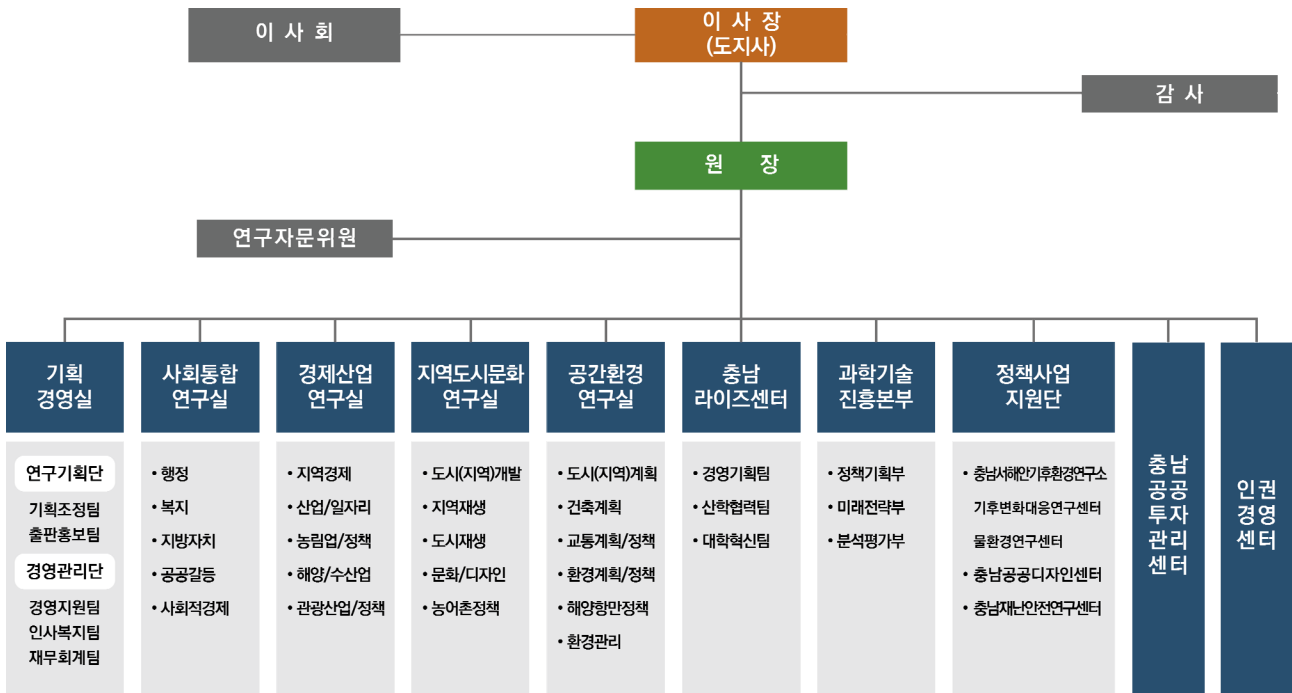 이 사 회
이 사 장
(도지사)
감 사
원 장
연구자문위원
기획
경영실
연구기획단
기획조정팀
출판홍보팀
경영관리단
경영지원팀
인사복지팀
재무회계팀
사회통합
연구실
• 행정
• 복지
• 지방자치
• 공공갈등
• 사회적경제
경제산업
연구실
• 지역경제
• 산업/일자리
• 농림업/정책
• 해양/수산업
• 관광산업/정책
지역도시문화
연구실
• 도시(지역)개발
• 지역재생
• 도시재생
• 문화/디자인
• 농어촌정책
공간환경
연구실
• 도시(지역)계획
• 건축계획
• 교통계획/정책
• 환경계획/정책
• 해양항만정책
• 환경관리
충남
라이즈센터
• 경영기획팀
• 산학협력팀
• 대학혁신팀
과학기술
진흥본부
• 정책기획부
• 미래전략부
• 분석평가부
정책사업
지원단
• 충남서해안기후환경연구소
기후변화대응연구센터
물환경연구센터
• 충남공공디자인센터
• 충남재난안전연구센터
충남
공공
투자
관리
센터
인권
경영
센터